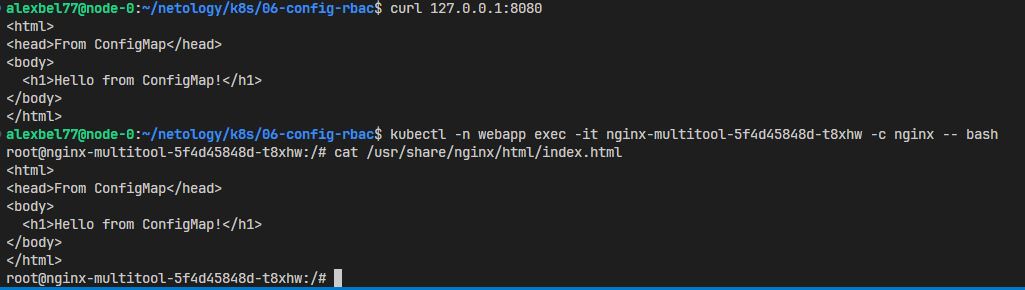 alexbel77@node-0:~/netology/k8s/06-config-rbac$ curl 127.0.0.1:8080
<html>
<head>From ConfigMap</head>
<body>
  <h1>Hello from ConfigMap!</h1>
</body>
</html>
alexbel77@node-0:~/netology/k8s/06-config-rbac$ kubectl -n webapp exec -it nginx-multitool-5f4d45848d-t8xhw -c nginx -- bash
root@nginx-multitool-5f4d45848d-t8xhw:/# cat /usr/share/nginx/html/index.html
<html>
<head>From ConfigMap</head>
<body>
  <h1>Hello from ConfigMap!</h1>
</body>
</html>
root@nginx-multitool-5f4d45848d-t8xhw:/#